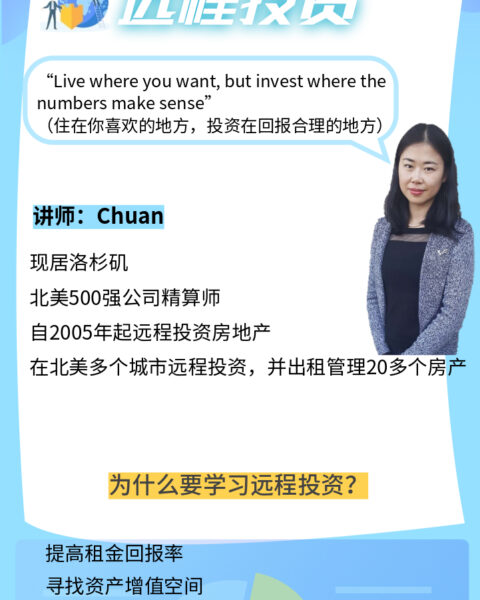 远程投资
“Live where you want, but invest where the
numbers make sense”
（住在你喜欢的地方，投资在回报合理的地方）
讲师：Chuan
现居洛杉矶
北美500强公司精算师
自2005年起远程投资房地产
在北美多个城市远程投资，并出租管理20多个房产
为什么要学习远程投资？
提高租金回报率
寻找资产增值空间